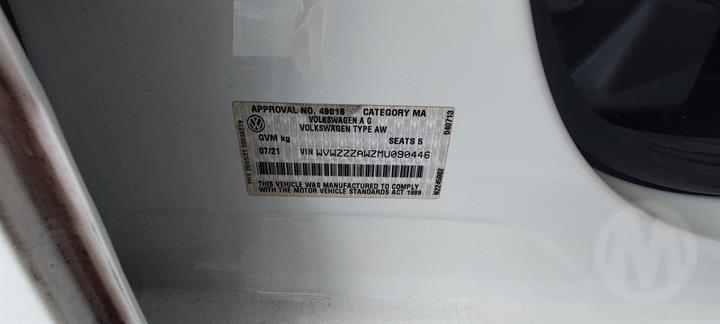 APPROVAL NO. 49016 CATEGORY MA
VOLKSWAGEN A G
VOLKSWAGEN TYPE AW
GVM kg SEATS 5
07/21 VIN WVWZZZAWZMU090446
THIS VEHICLE WAS MANUFACTURED TO COMPLY
WITH THE MOTOR VEHICLE STANDARDS ACT 1989
040713
M